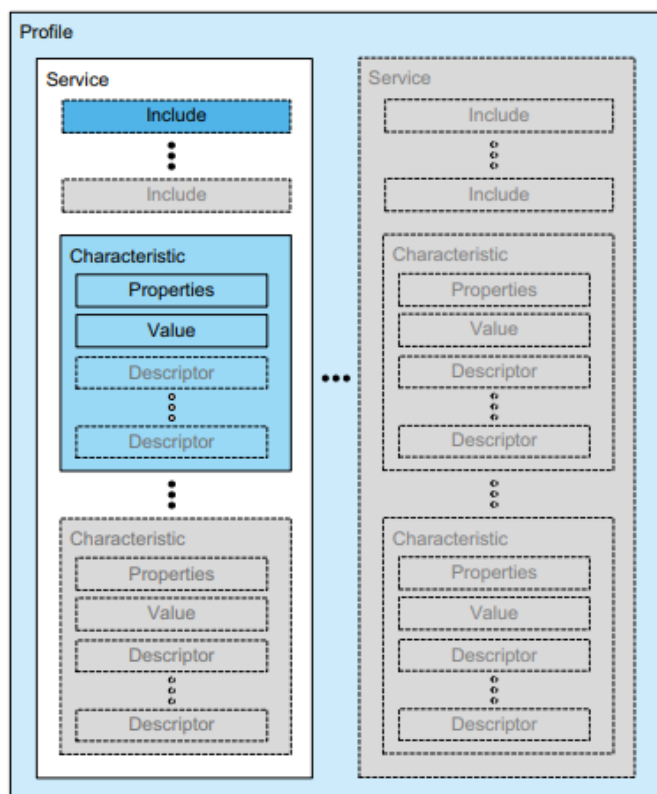 Profile
Service
Include
Include
Characteristic
Properties
Value
Descriptor
Descriptor
Characteristic
Properties
Value
Descriptor
Descriptor
Service
Include
Include
Characteristic
Properties
Value
Descriptor
Descriptor
Characteristic
Properties
Value
Descriptor
Descriptor